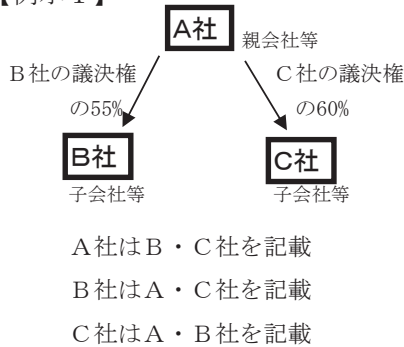 【例示１】
A社 親会社等
Ｂ社の議決権 Ｃ社の議決権
の55% の60%
B社 C社
子会社等 子会社等
Ａ社はＢ・Ｃ社を記載
Ｂ社はＡ・Ｃ社を記載
Ｃ社はＡ・Ｂ社を記載